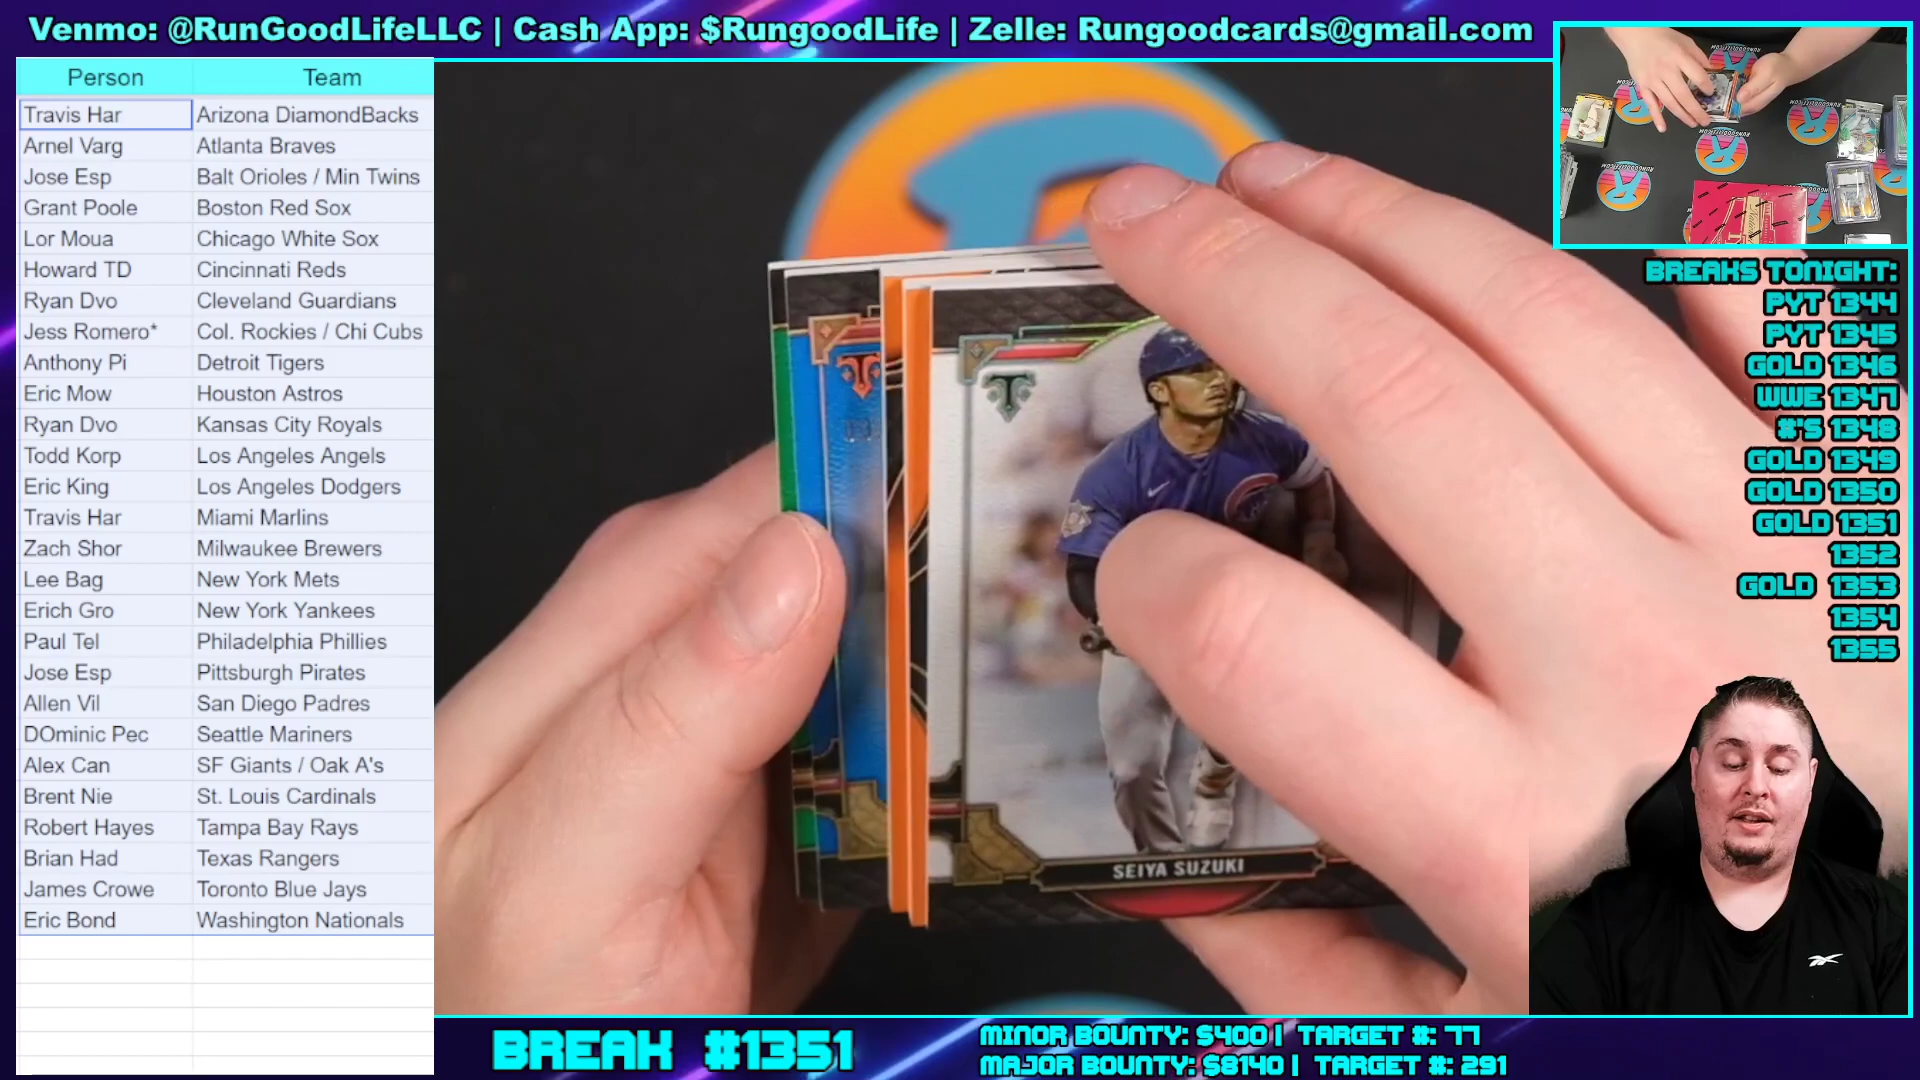 Venmo: @RunGoodLifeLLC | Cash App: $RungoodLife | Zelle: Rungoodcards@gmail.com
Person Team
Travis Har Arizona DiamondBacks
Arnel Varg Atlanta Braves
Jose Esp Balt Orioles / Min Twins
Grant Poole Boston Red Sox
Lor Moua Chicago White Sox
Howard TD Cincinnati Reds
Ryan Dvo Cleveland Guardians
Jess Romero* Col. Rockies / Chi Cubs
Anthony Pi Detroit Tigers
Eric Mow Houston Astros
Ryan Dvo Kansas City Royals
Todd Korp Los Angeles Angels
Eric King Los Angeles Dodgers
Travis Har Miami Marlins
Zach Shor Milwaukee Brewers
Lee Bag New York Mets
Erich Gro New York Yankees
Paul Tel Philadelphia Phillies
Jose Esp Pittsburgh Pirates
Allen Vil San Diego Padres
DOminic Pec Seattle Mariners
Alex Can SF Giants / Oak A's
Brent Nie St. Louis Cardinals
Robert Hayes Tampa Bay Rays
Brian Had Texas Rangers
James Crowe Toronto Blue Jays
Eric Bond Washington Nationals
SEIYA SUZUKI
BREAKS TONIGHT:
PYT 1344
PYT 1345
GOLD 1346
WWE 1347
#'S 1348
GOLD 1349
GOLD 1350
GOLD 1351
1352
GOLD 1353
1354
1355
BREAK #1351
MINOR BOUNTY: $400 | TARGET #: 77
MAJOR BOUNTY: $8140 | TARGET #: 291